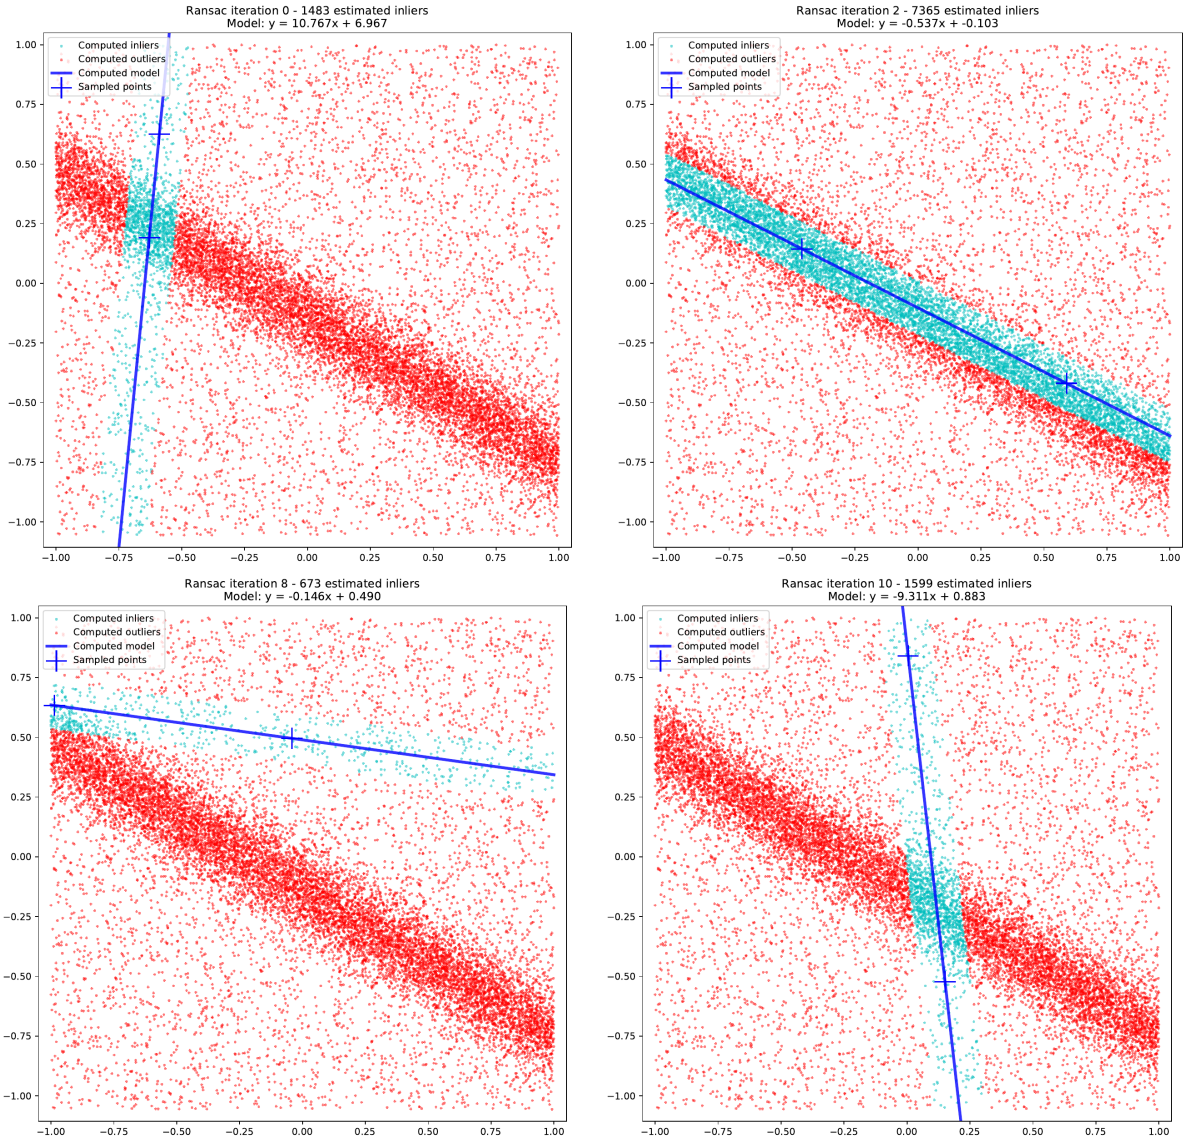 Ransac iteration 0 - 1483 estimated inliers
Model: y = 10.767x + 6.967
Computed inliers
Computed outliers
Computed model
Sampled points
1.00
0.75
0.50
0.25
0.00
−0.25
−0.50
−0.75
−1.00
−1.00 −0.75 −0.50 −0.25 0.00 0.25 0.50 0.75 1.00
Ransac iteration 2 - 7365 estimated inliers
Model: y = -0.537x + -0.103
Computed inliers
Computed outliers
Computed model
Sampled points
1.00
0.75
0.50
0.25
0.00
−0.25
−0.50
−0.75
−1.00
−1.00 −0.75 −0.50 −0.25 0.00 0.25 0.50 0.75 1.00
Ransac iteration 8 - 673 estimated inliers
Model: y = -0.146x + 0.490
Computed inliers
Computed outliers
Computed model
Sampled points
1.00
0.75
0.50
0.25
0.00
−0.25
−0.50
−0.75
−1.00
−1.00 −0.75 −0.50 −0.25 0.00 0.25 0.50 0.75 1.00
Ransac iteration 10 - 1599 estimated inliers
Model: y = -9.311x + 0.883
Computed inliers
Computed outliers
Computed model
Sampled points
1.00
0.75
0.50
0.25
0.00
−0.25
−0.50
−0.75
−1.00
−1.00 −0.75 −0.50 −0.25 0.00 0.25 0.50 0.75 1.00